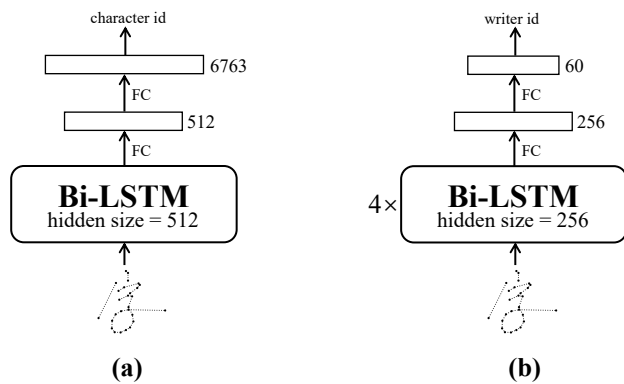 character id
6763
FC
512
FC
Bi-LSTM
hidden size = 512
(a)
writer id
60
FC
256
FC
4×
Bi-LSTM
hidden size = 256
(b)